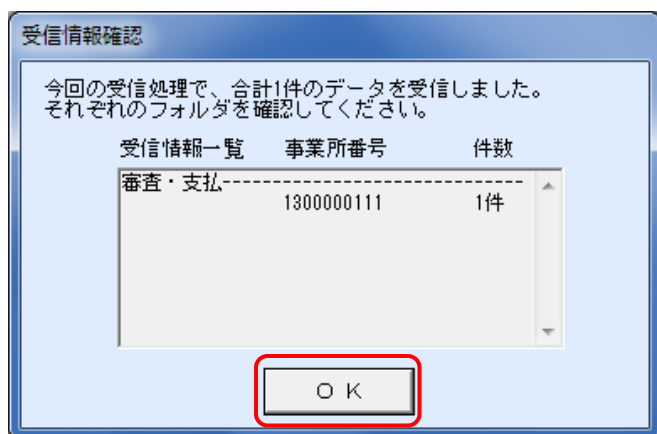 受信情報確認
今回の受信処理で、合計1件のデータを受信しました。
それぞれのフォルダを確認してください。
受信情報一覧 事業所番号 件数
審査・支払------------------------------
1300000111 1件
OK